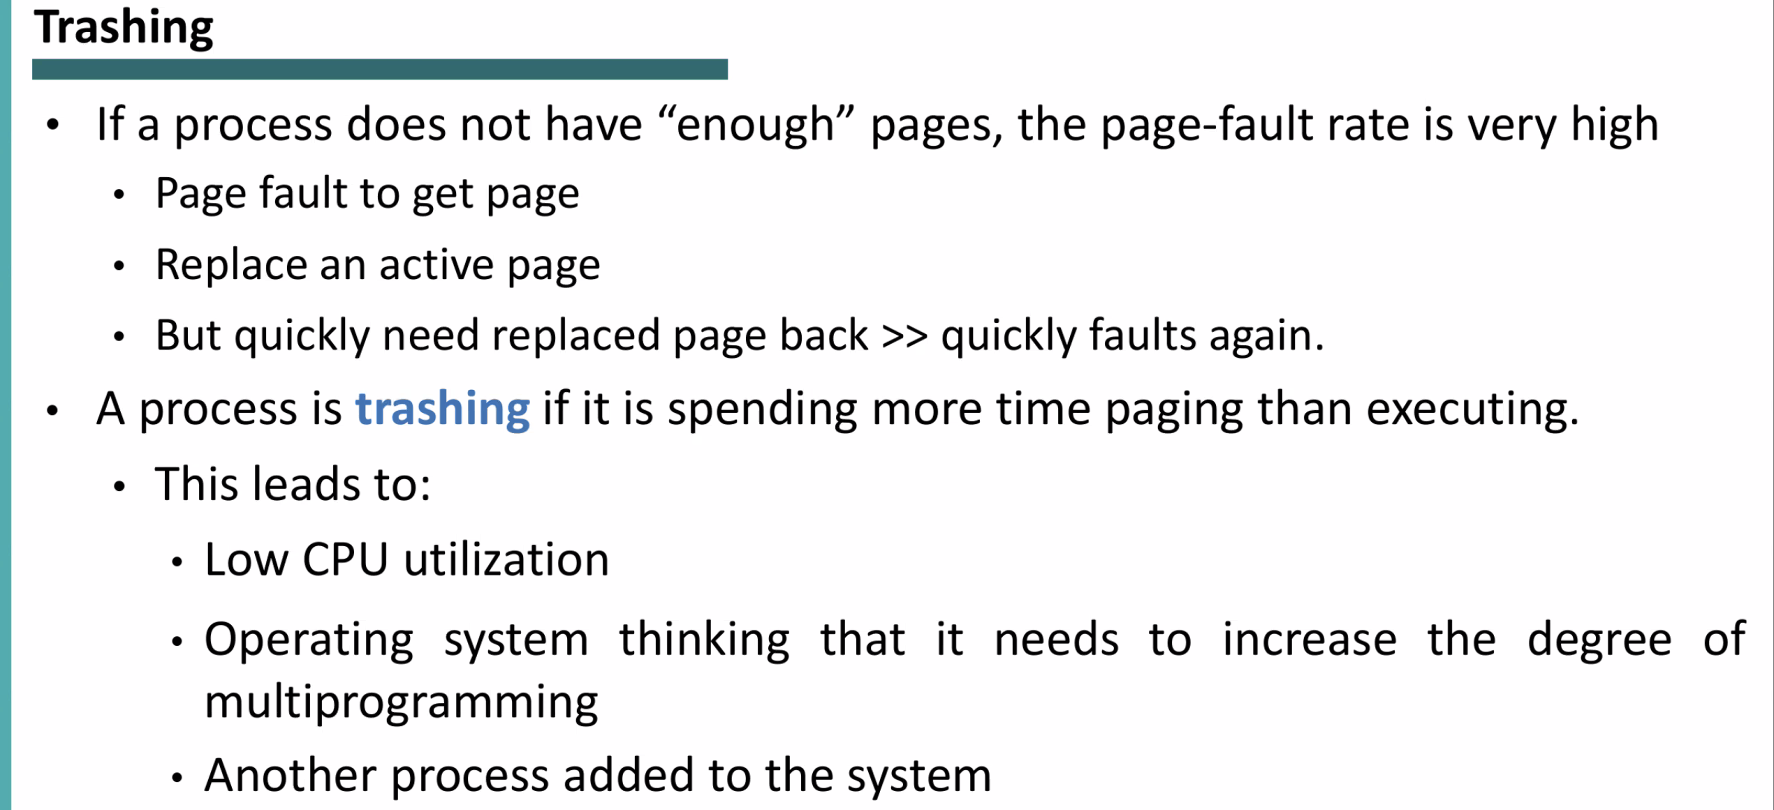 Trashing
• If a process does not have “enough” pages, the page-fault rate is very high
• Page fault to get page
• Replace an active page
• But quickly need replaced page back >> quickly faults again.
• A process is trashing if it is spending more time paging than executing.
• This leads to:
• Low CPU utilization
• Operating system thinking that it needs to increase the degree of
multiprogramming
• Another process added to the system